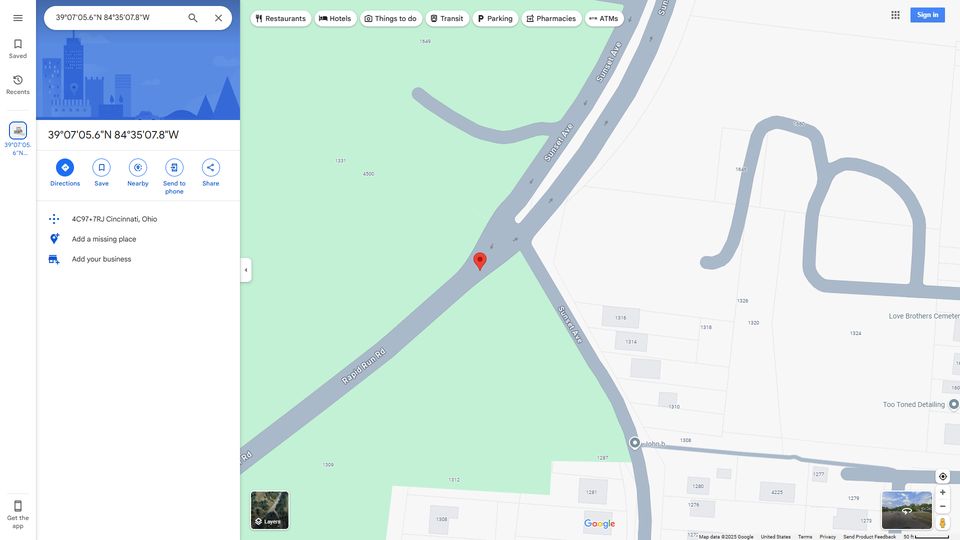 39°07'05.6"N 84°35'07.8"W
Restaurants
Hotels
Things to do
Transit
Parking
Pharmacies
ATMs
Sign in
Saved
Recents
39°07'05.
6"N...
39°07'05.6"N 84°35'07.8"W
Directions
Save
Nearby
Send to
phone
Share
4C97+7RJ Cincinnati, Ohio
Add a missing place
Add your business
Get the
app
1849
Sunset Ave
Sun
Sunset Ave
1331
4500
1680
1649
1326
1320
1324
1318
1316
1314
1310
1308
Love Brothers Cemeter
Too Toned Detailing
Sunset Ave
Rapid Run Rd
Rd
John b
1309
1312
1287
1281
1308
1280
4225
1277
1279
1276
1273
Layers
Google
Map data ©2025 Google
United States
Terms
Privacy
Send Product Feedback
50 ft